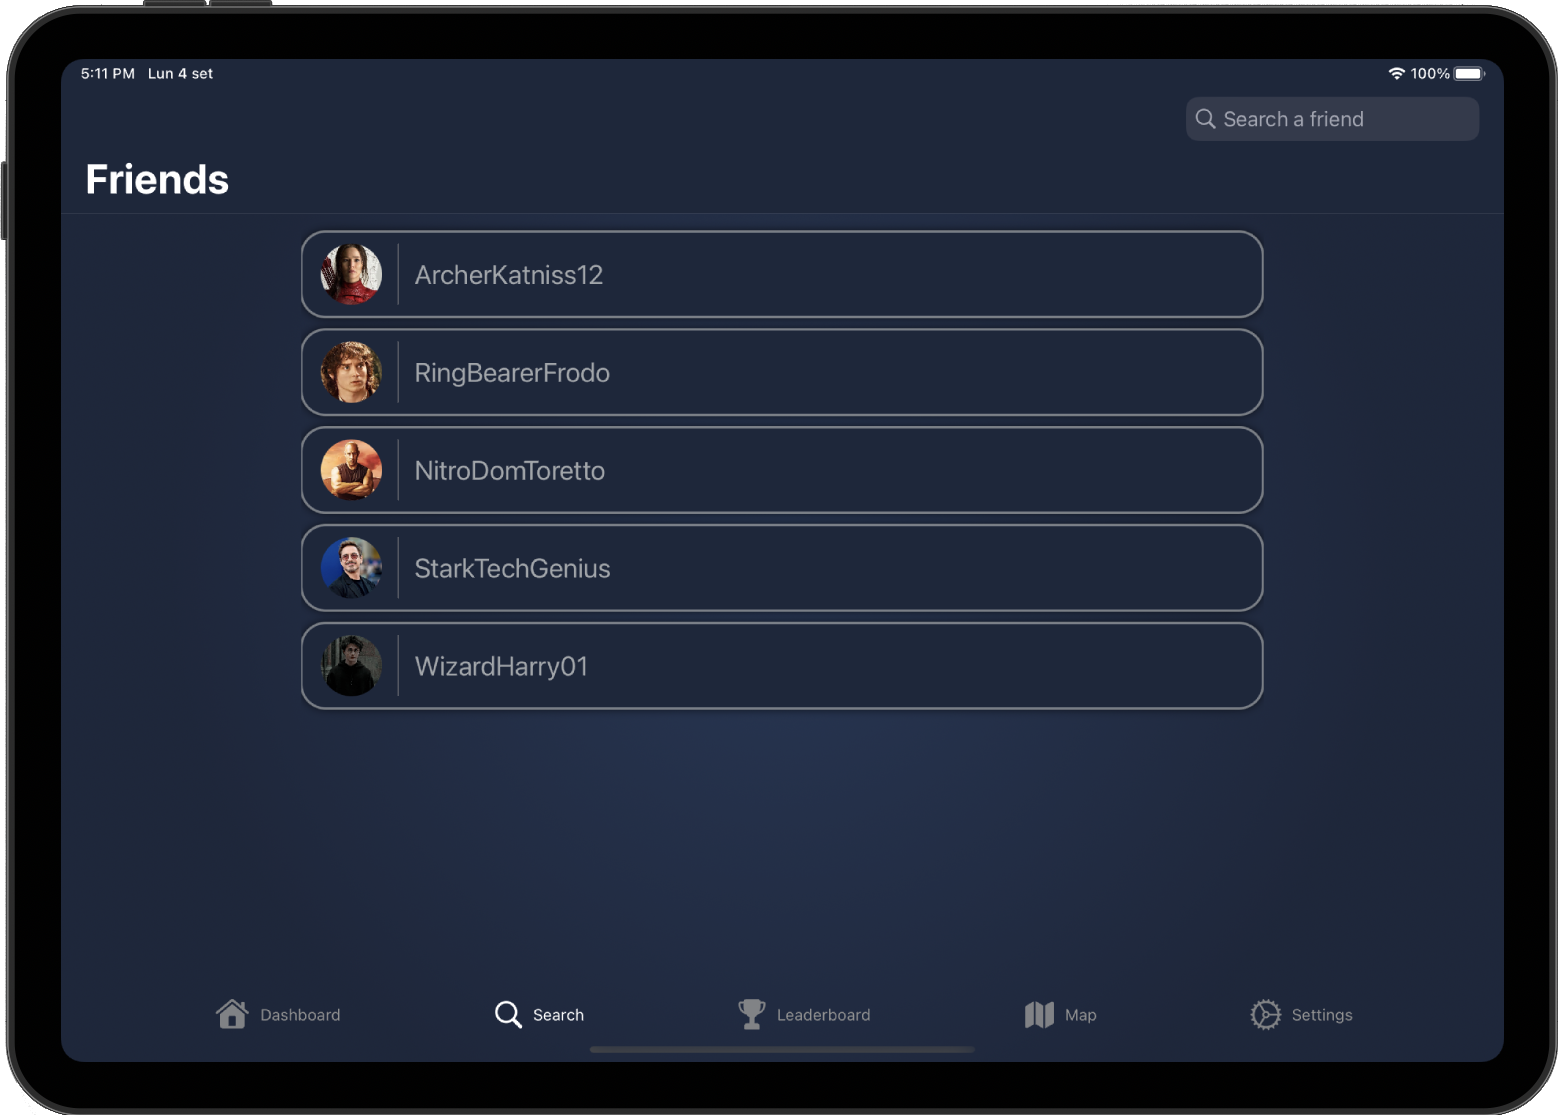 5:11 PM Lun 4 set
100%
Search a friend
Friends
ArcherKatniss12
RingBearerFrodo
NitroDomToretto
StarkTechGenius
WizardHarry01
Dashboard
Search
Leaderboard
Map
Settings